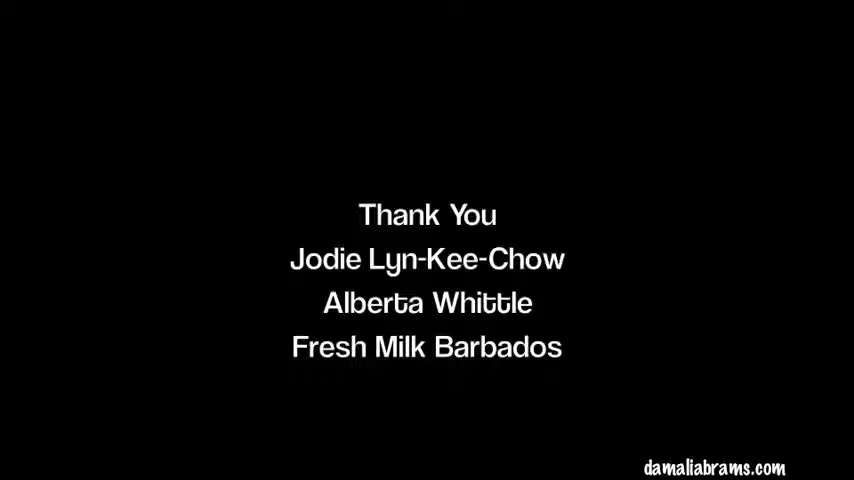 Thank You
Jodie Lyn-Kee-Chow
Alberta Whittle
Fresh Milk Barbados
damaliabrams.com